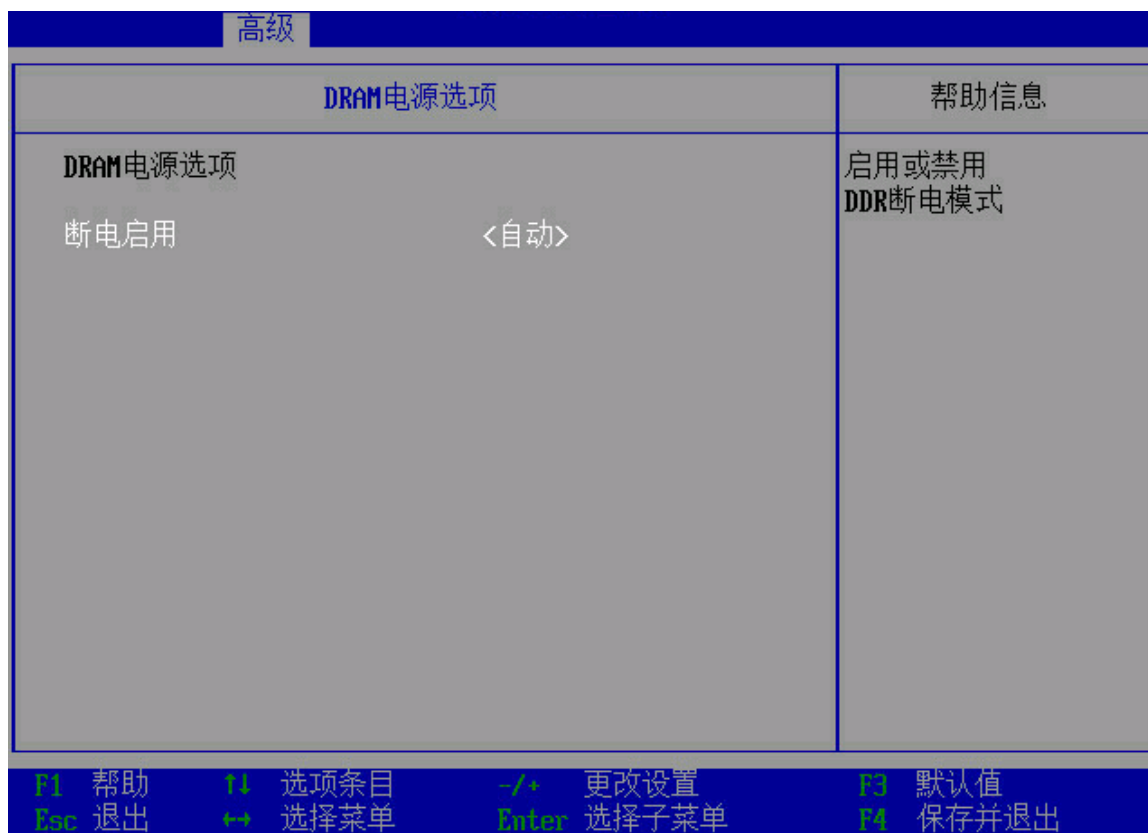 高级
DRAM电源选项
帮助信息
DRAM电源选项
启用或禁用
DDR断电模式
断电启用 <自动>
F1 帮助 ↑↓ 选项条目 -/+ 更改设置 F3 默认值
Esc 退出 ←→ 选择菜单 Enter 选择子菜单 F4 保存并退出